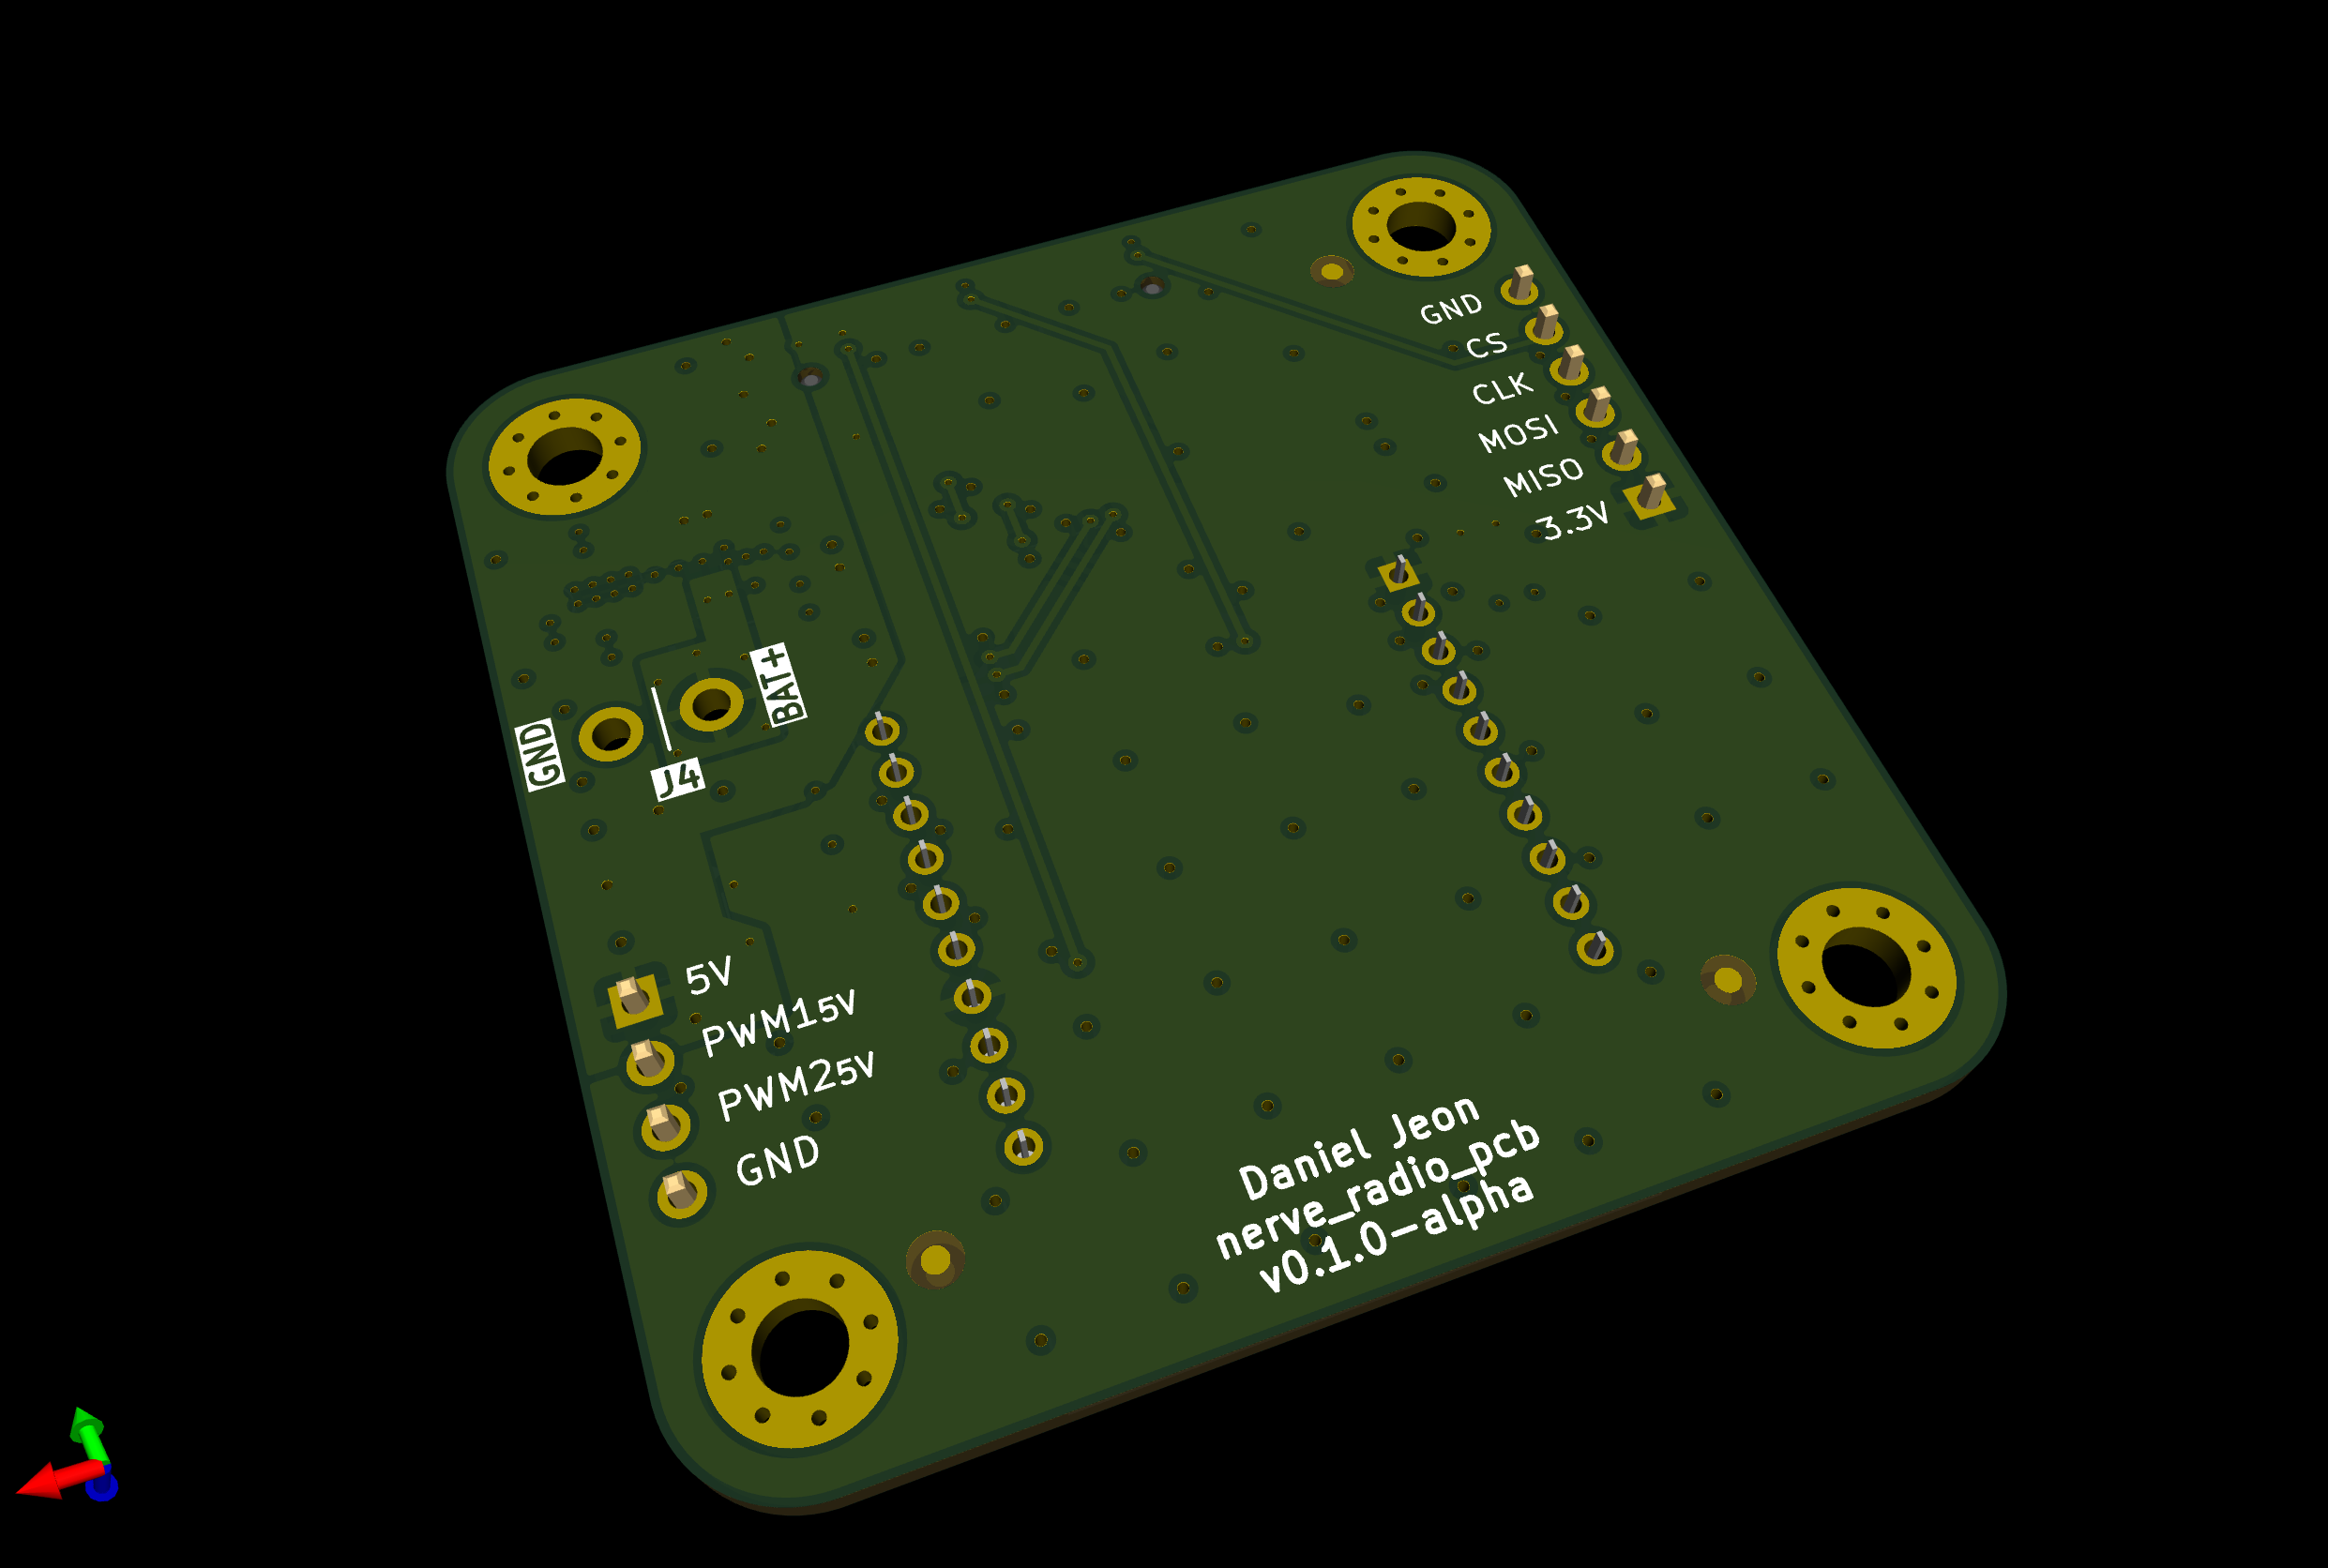 GND
CS
CLK
MOSI
MISO
3.3V
BAT+
GND
J4
5V
PWM15V
PWM25V
GND
Daniel Jeon
nerve_radio_pcb
v0.1.0-alpha